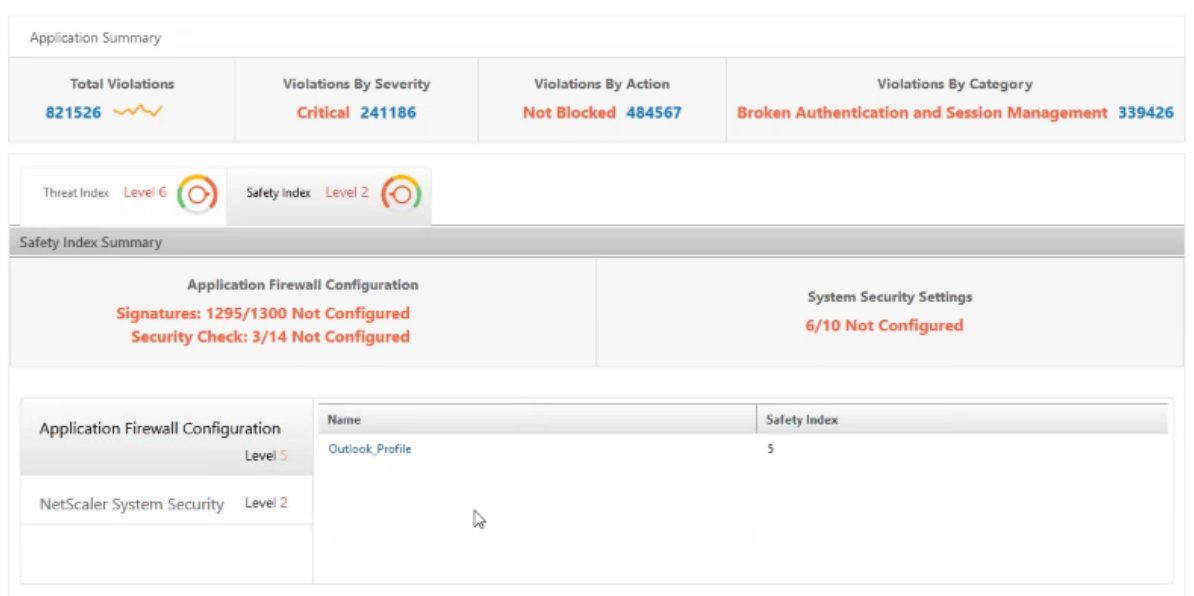 Application Summary
Total Violations Violations By Severity Violations By Action Violations By Category
821526 Critical 241186 Not Blocked 484567 Broken Authentication and Session Management 339426
Threat Index Level 6 Safety Index Level 2
Safety Index Summary
Application Firewall Configuration
Signatures: 1295/1300 Not Configured
Security Check: 3/14 Not Configured
System Security Settings
6/10 Not Configured
Application Firewall Configuration
Level 5
NetScaler System Security Level 2
Name Safety Index
Outlook_Profile 5